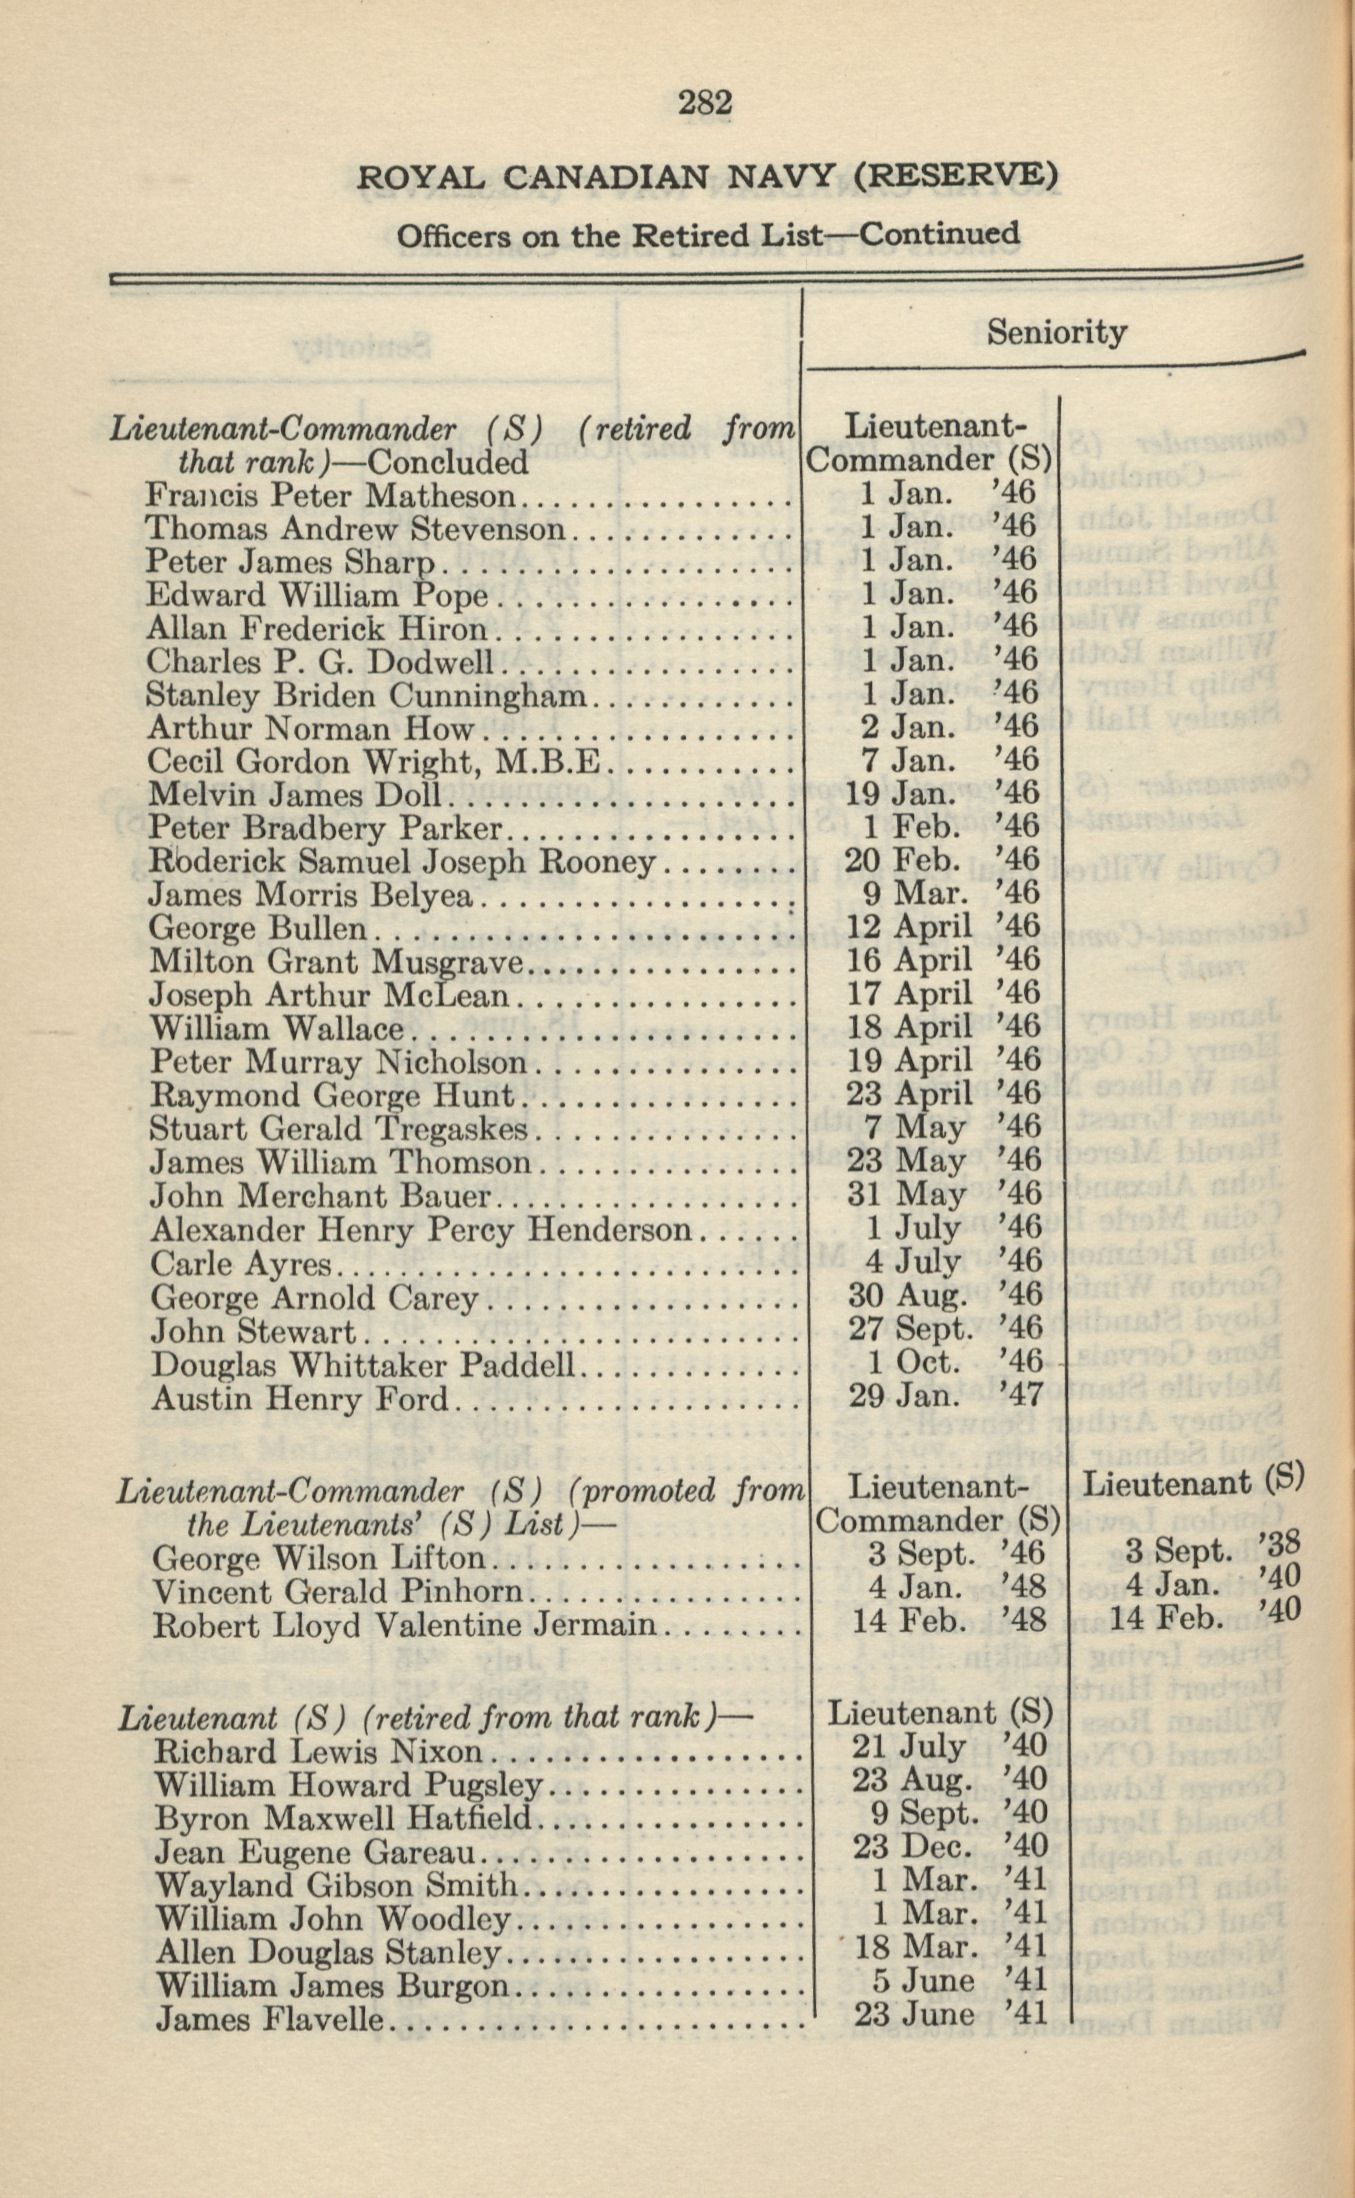 282
ROYAL CANADIAN NAVY (RESERVE)
Officers on the Retired List—Continued
Seniority
Lieutenant-Commander (S) (retired from Lieutenant-
that rank)—Concluded Commander (S)
Francis Peter Matheson................ 1 Jan. '46
Thomas Andrew Stevenson............. 1 Jan. '46
Peter James Sharp..................... 1 Jan. '46
Edward William Pope.................. 1 Jan. '46
Allan Frederick Hiron.................. 1 Jan. '46
Charles P. G. Dodwell.................. 1 Jan. '46
Stanley Briden Cunningham............ 1 Jan. '46
Arthur Norman How................... 2 Jan. '46
Cecil Gordon Wright, M.B.E............ 7 Jan. '46
Melvin James Doll..................... 19 Jan. '46
Peter Bradbery Parker................. 1 Feb. '46
Roderick Samuel Joseph Rooney........ 20 Feb. '46
James Morris Belyea................... 9 Mar. '46
George Bullen......................... 12 April '46
Milton Grant Musgrave................ 16 April '46
Joseph Arthur McLean................. 17 April '46
William Wallace....................... 18 April '46
Peter Murray Nicholson............... 19 April '46
Raymond George Hunt................ 23 April '46
Stuart Gerald Tregaskes............... 7 May '46
James William Thomson............... 23 May '46
John Merchant Bauer.................. 31 May '46
Alexander Henry Percy Henderson...... 1 July '46
Carle Ayres........................... 4 July '46
George Arnold Carey................... 30 Aug. '46
John Stewart.......................... 27 Sept. '46
Douglas Whittaker Paddell............. 1 Oct. '46
Austin Henry Ford..................... 29 Jan. '47
Lieutenant-Commander (S) (promoted from Lieutenant- Lieutenant (S)
the Lieutenants' (S) List)— Commander (S)
George Wilson Lifton................... 3 Sept. '46 3 Sept. '38
Vincent Gerald Pinhorn................ 4 Jan. '48 4 Jan. '40
Robert Lloyd Valentine Jermain........ 14 Feb. '48 14 Feb. '40
Lieutenant (S) (retired from that rank)— Lieutenant (S)
Richard Lewis Nixon................... 21 July '40
William Howard Pugsley............... 23 Aug. '40
Byron Maxwell Hatfield................ 9 Sept. '40
Jean Eugene Gareau.................... 23 Dec. '40
Wayland Gibson Smith................. 1 Mar. '41
William John Woodley.................. 1 Mar. '41
Allen Douglas Stanley.................. 18 Mar. '41
William James Burgon.................. 5 June '41
James Flavelle......................... 23 June '41